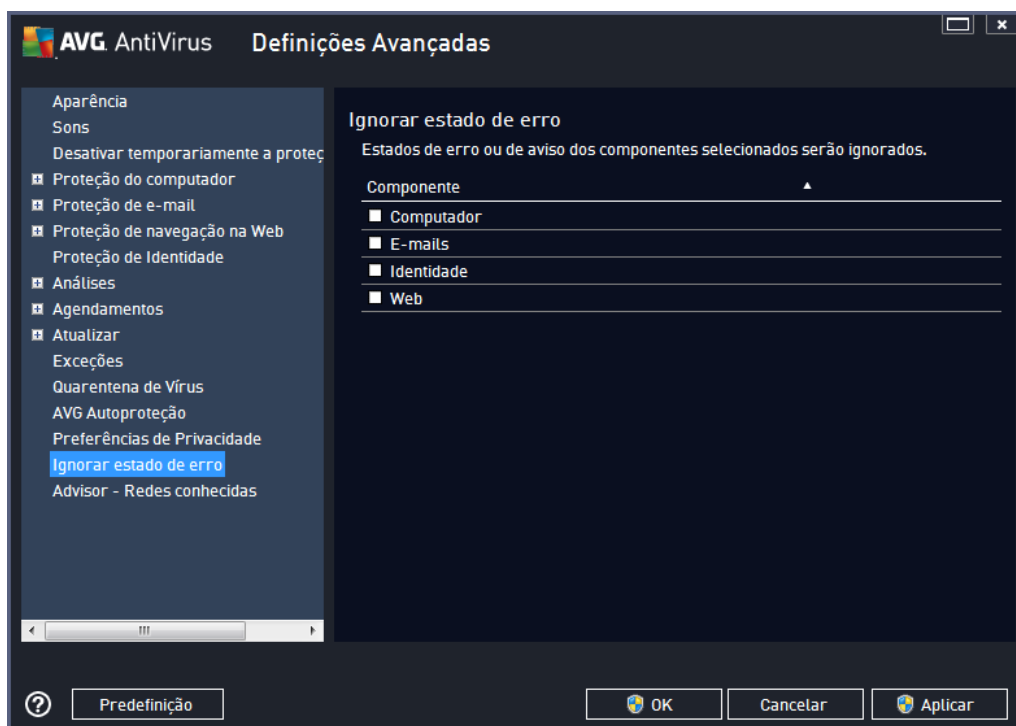 AVG. AntiVirus Definições Avançadas
Aparência
Sons
Desativar temporariamente a proteç
Proteção do computador
Proteção de e-mail
Proteção de navegação na Web
Proteção de Identidade
Análises
Agendamentos
Atualizar
Exceções
Quarentena de Vírus
AVG Autoproteção
Preferências de Privacidade
Ignorar estado de erro
Advisor - Redes conhecidas
Ignorar estado de erro
Estados de erro ou de aviso dos componentes selecionados serão ignorados.
Componente
Computador
E-mails
Identidade
Web
Predefinição
OK
Cancelar
Aplicar